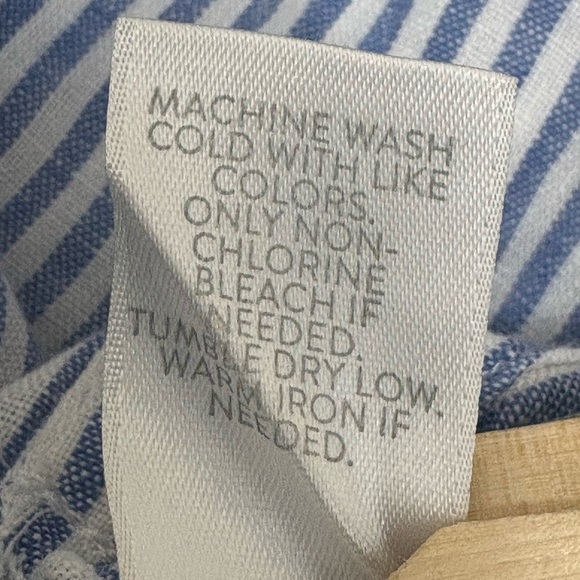 MACHINE WASH
COLD WITH LIKE
COLORS.
ONLY NON-
CHLORINE
BLEACH IF
NEEDED.
TUMBLE DRY LOW.
WARM IRON IF
NEEDED.